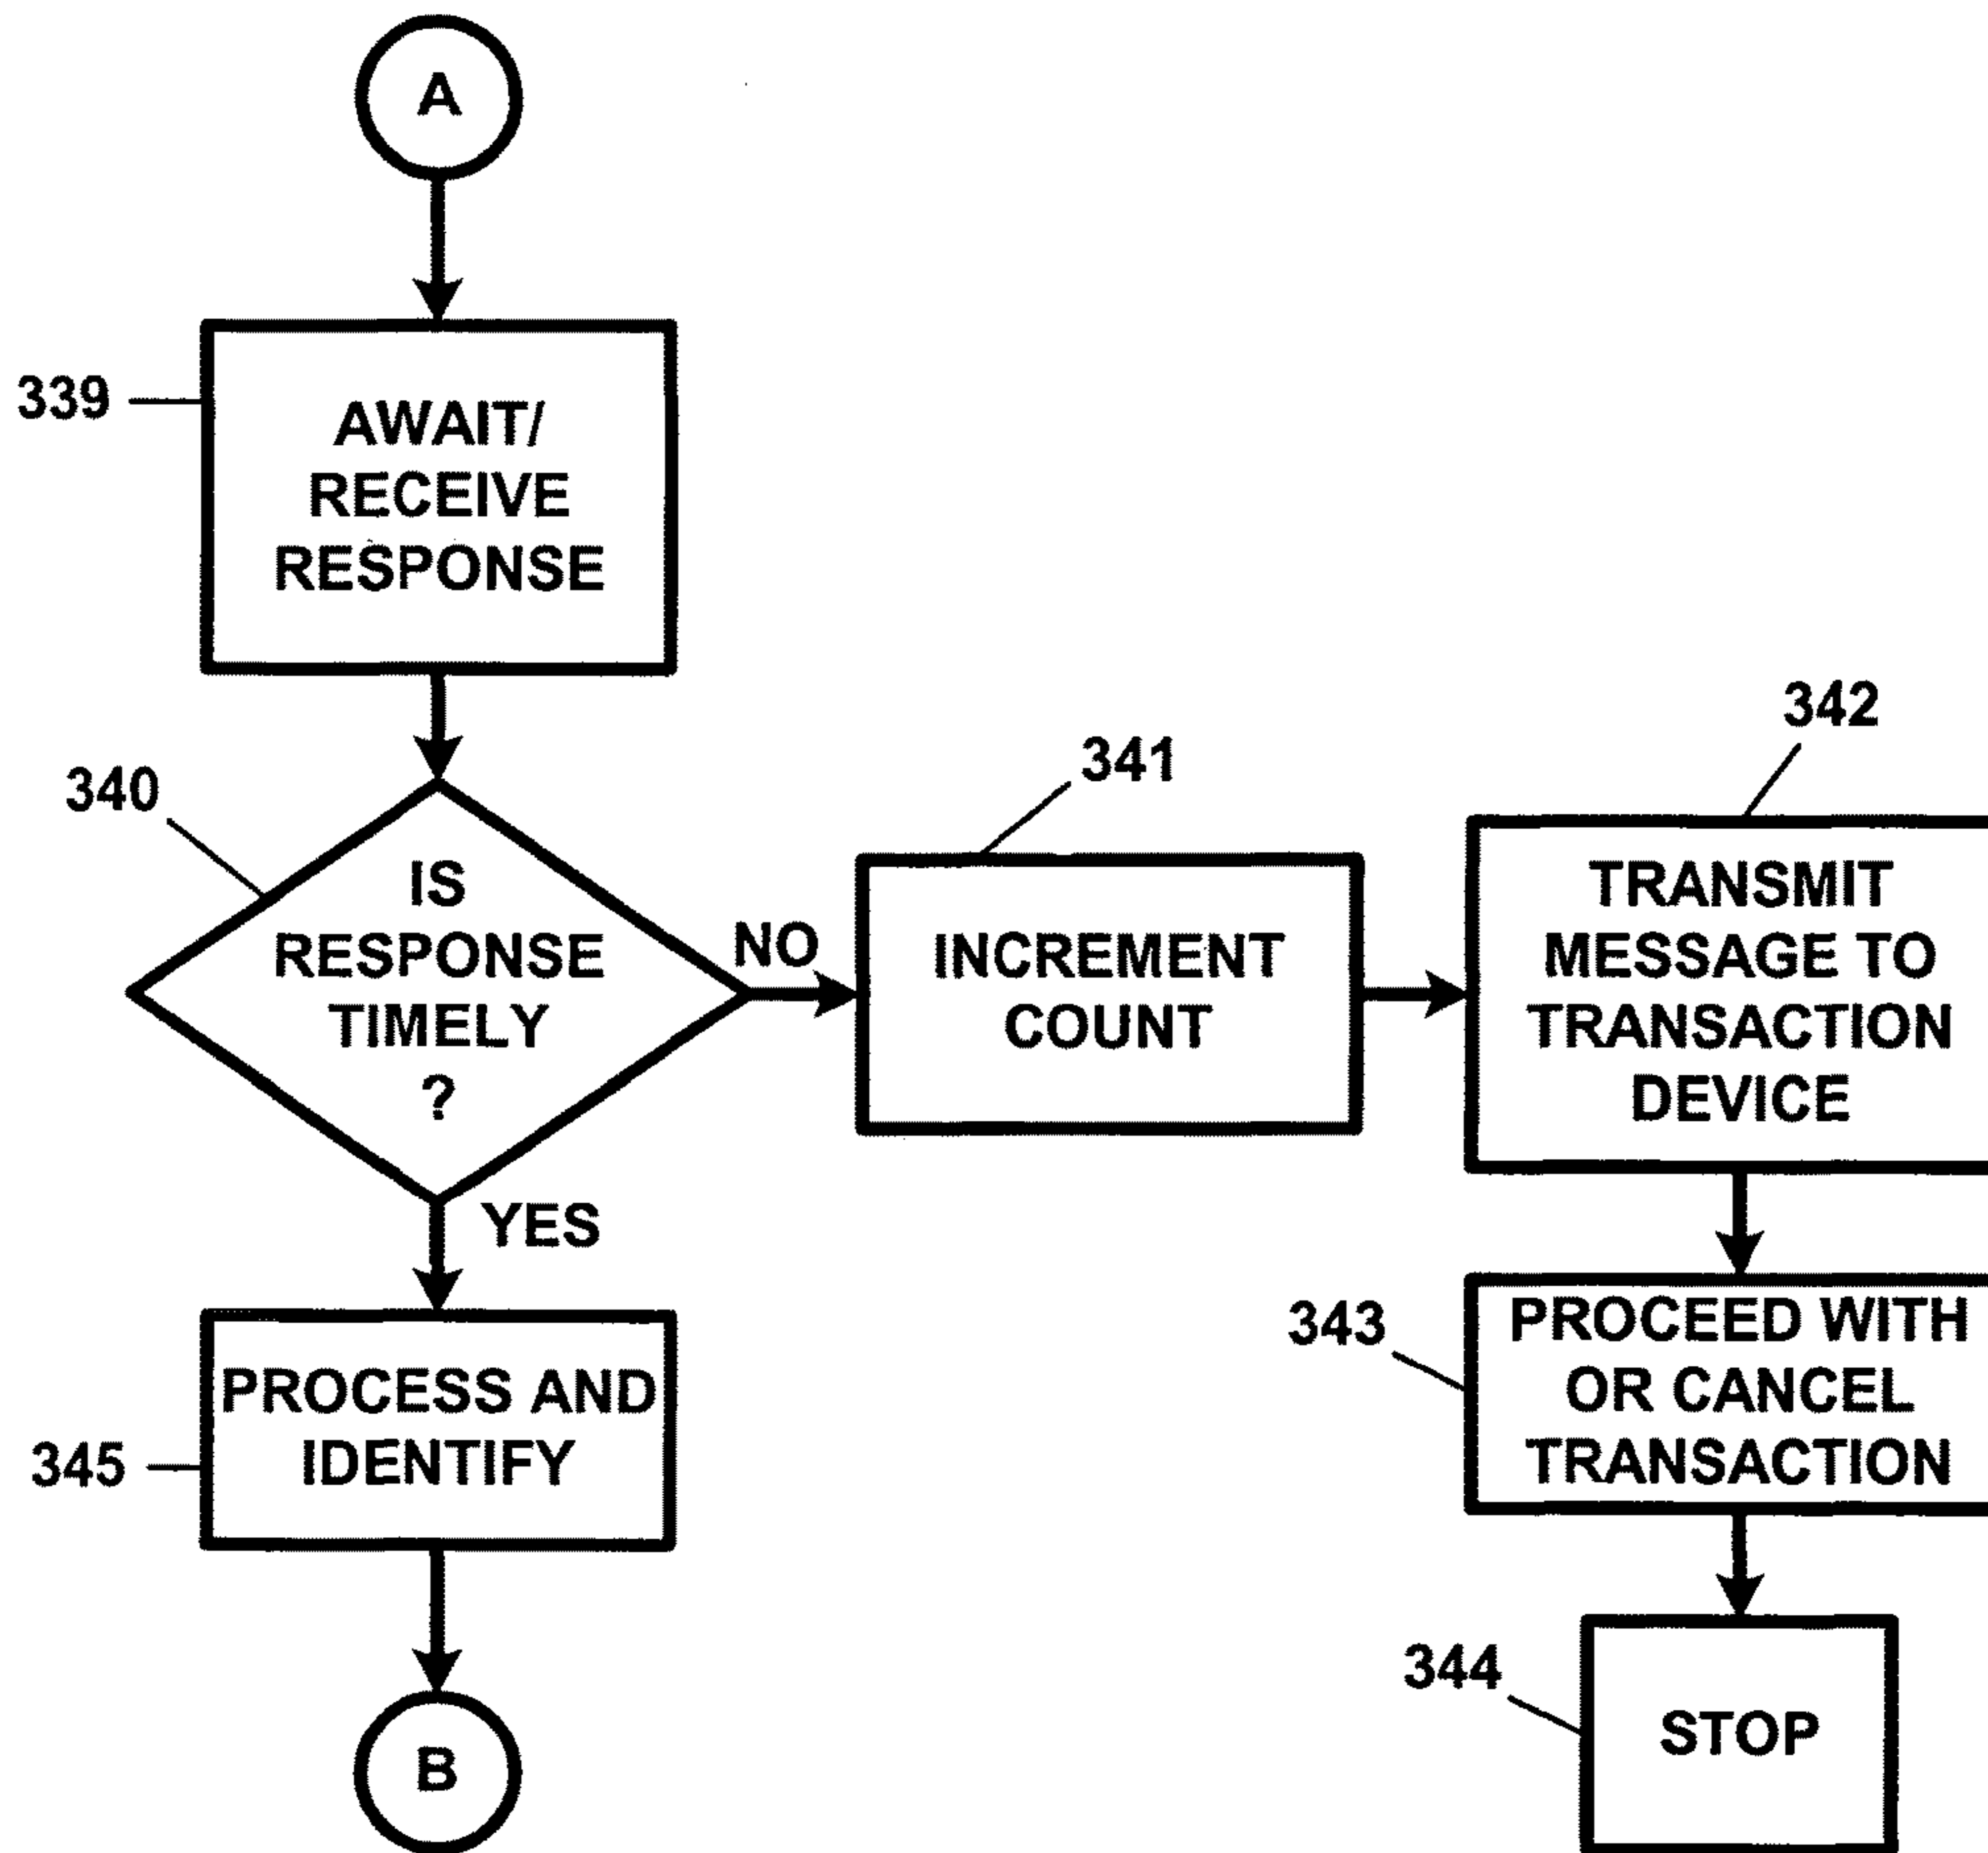 A
339
AWAIT/
RECEIVE
RESPONSE
340
IS
RESPONSE
TIMELY
?
NO
YES
341
INCREMENT
COUNT
342
TRANSMIT
MESSAGE TO
TRANSACTION
DEVICE
343
PROCEED WITH
OR CANCEL
TRANSACTION
344
STOP
345
PROCESS AND
IDENTIFY
B